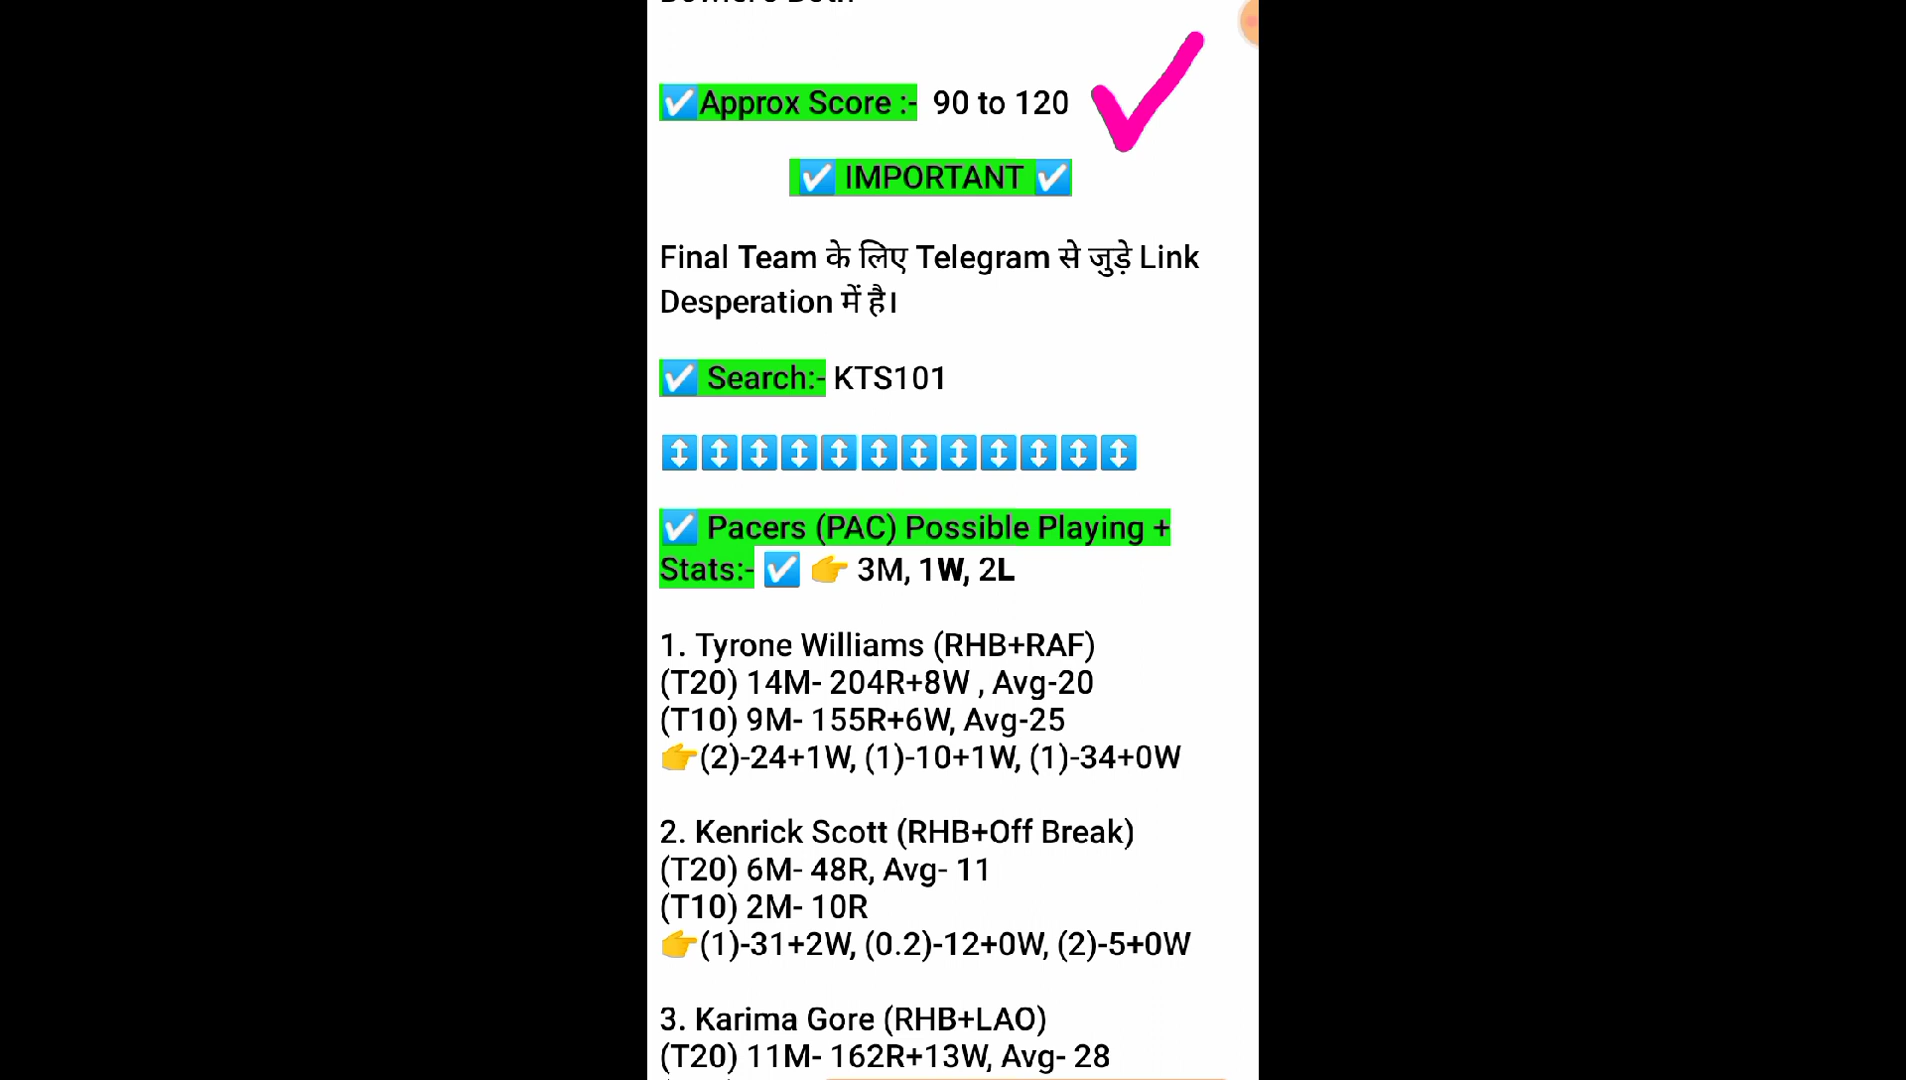 ✅Approx Score :- 90 to 120
✅ IMPORTANT ✅
Final Team के लिए Telegram से जुड़े Link
Desperation में है।
✅ Search:- KTS101
↕↕↕↕↕↕↕↕↕↕↕↕
✅ Pacers (PAC) Possible Playing +
Stats:- ✅ 👉 3M, 1W, 2L
1. Tyrone Williams (RHB+RAF)
(T20) 14M- 204R+8W , Avg-20
(T10) 9M- 155R+6W, Avg-25
👉(2)-24+1W, (1)-10+1W, (1)-34+0W
2. Kenrick Scott (RHB+Off Break)
(T20) 6M- 48R, Avg- 11
(T10) 2M- 10R
👉(1)-31+2W, (0.2)-12+0W, (2)-5+0W
3. Karima Gore (RHB+LAO)
(T20) 11M- 162R+13W, Avg- 28